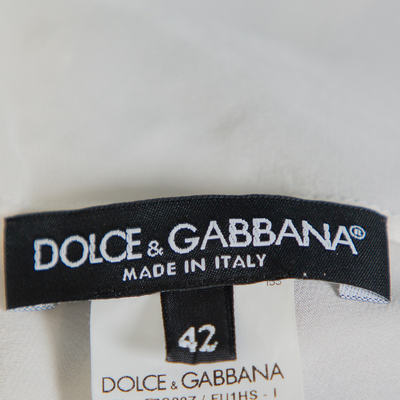 DOLCE & GABBANA®
MADE IN ITALY
42
DOLCE & GABBANA